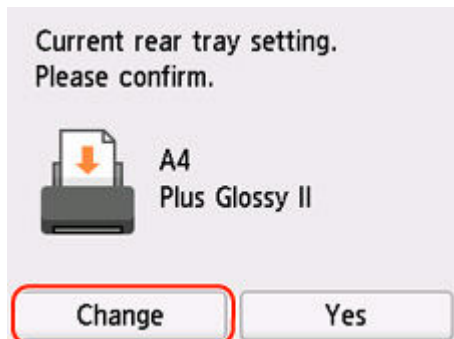 Current rear tray setting.
Please confirm.
A4
Plus Glossy II
Change
Yes